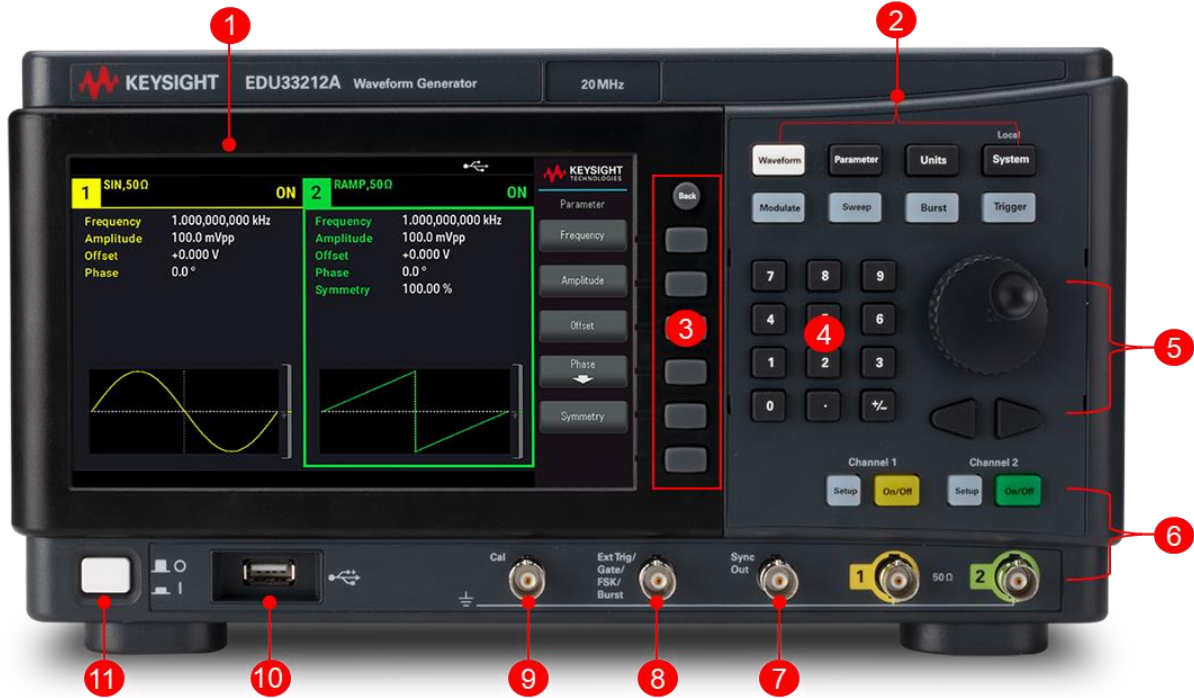 1
2
KEYSIGHT EDU33212A Waveform Generator 20 MHz
Local
Waveform Parameter Units System
Modulate Sweep Burst Trigger
1 SIN,50Ω ON
Frequency 1.000,000,000 kHz
Amplitude 100.0 mVpp
Offset +0.000 V
Phase 0.0 °
2 RAMP,50Ω ON
Frequency 1.000,000,000 kHz
Amplitude 100.0 mVpp
Offset +0.000 V
Phase 0.0 °
Symmetry 100.00 %
KEYSIGHT
TECHNOLOGIES
Parameter
Frequency
Amplitude
Offset
Phase
Symmetry
Back
3
7 8 9
4 6
4
1 2 3
0 . +/−
5
Channel 1 Channel 2
Setup On/Off Setup On/Off
6
Cal
Ext Trig/
Gate/
FSK/
Burst
Sync
Out
1 50 Ω 2
11
10
9
8
7